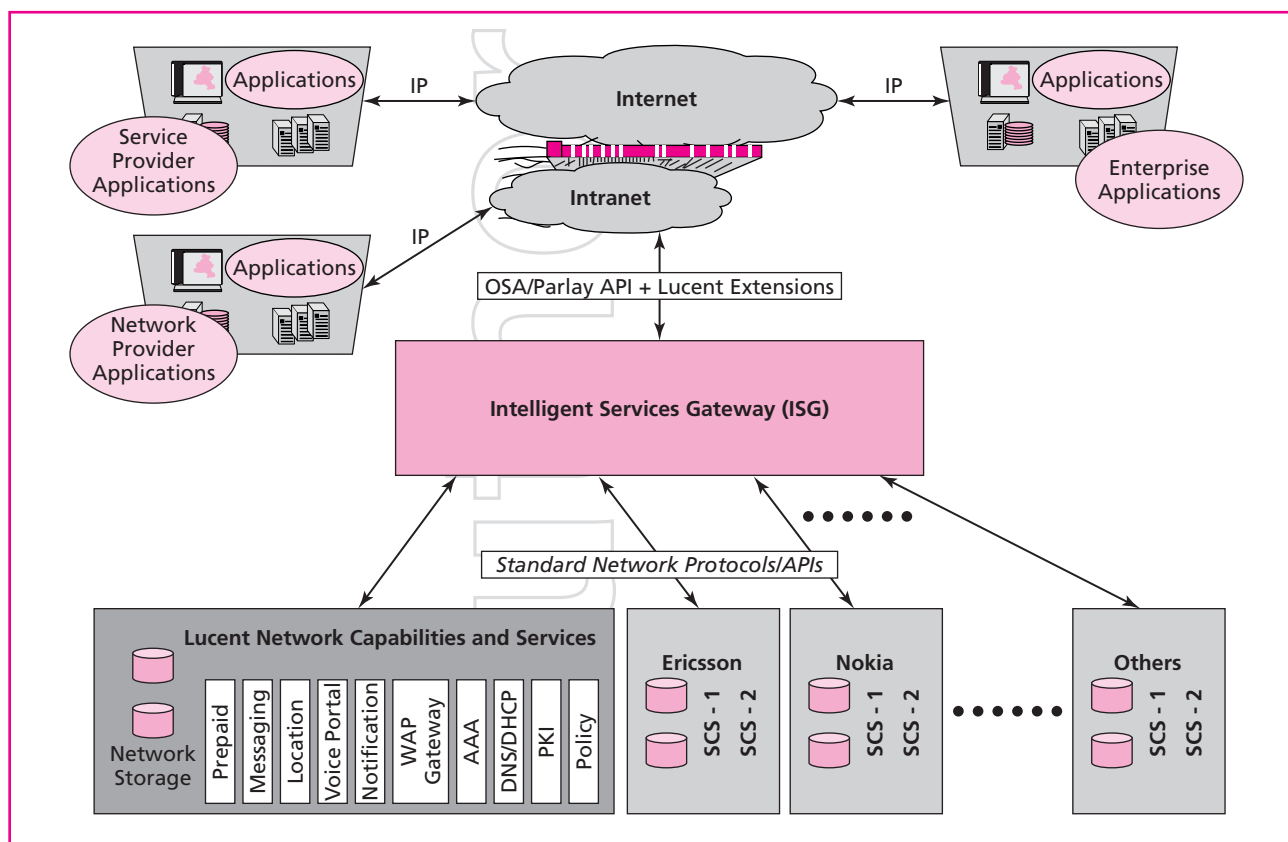 Applications
IP
Internet
IP
Applications
Service
Provider
Applications
Enterprise
Applications
Intranet
IP
Applications
OSA/Parlay API + Lucent Extensions
Network
Provider
Applications
Intelligent Services Gateway (ISG)
Standard Network Protocols/APIs
Lucent Network Capabilities and Services
Network
Storage
Prepaid
Messaging
Location
Voice Portal
Notification
WAP
Gateway
AAA
DNS/DHCP
PKI
Policy
Ericsson
SCS - 1
SCS - 2
Nokia
SCS - 1
SCS - 2
Others
SCS - 1
SCS - 2